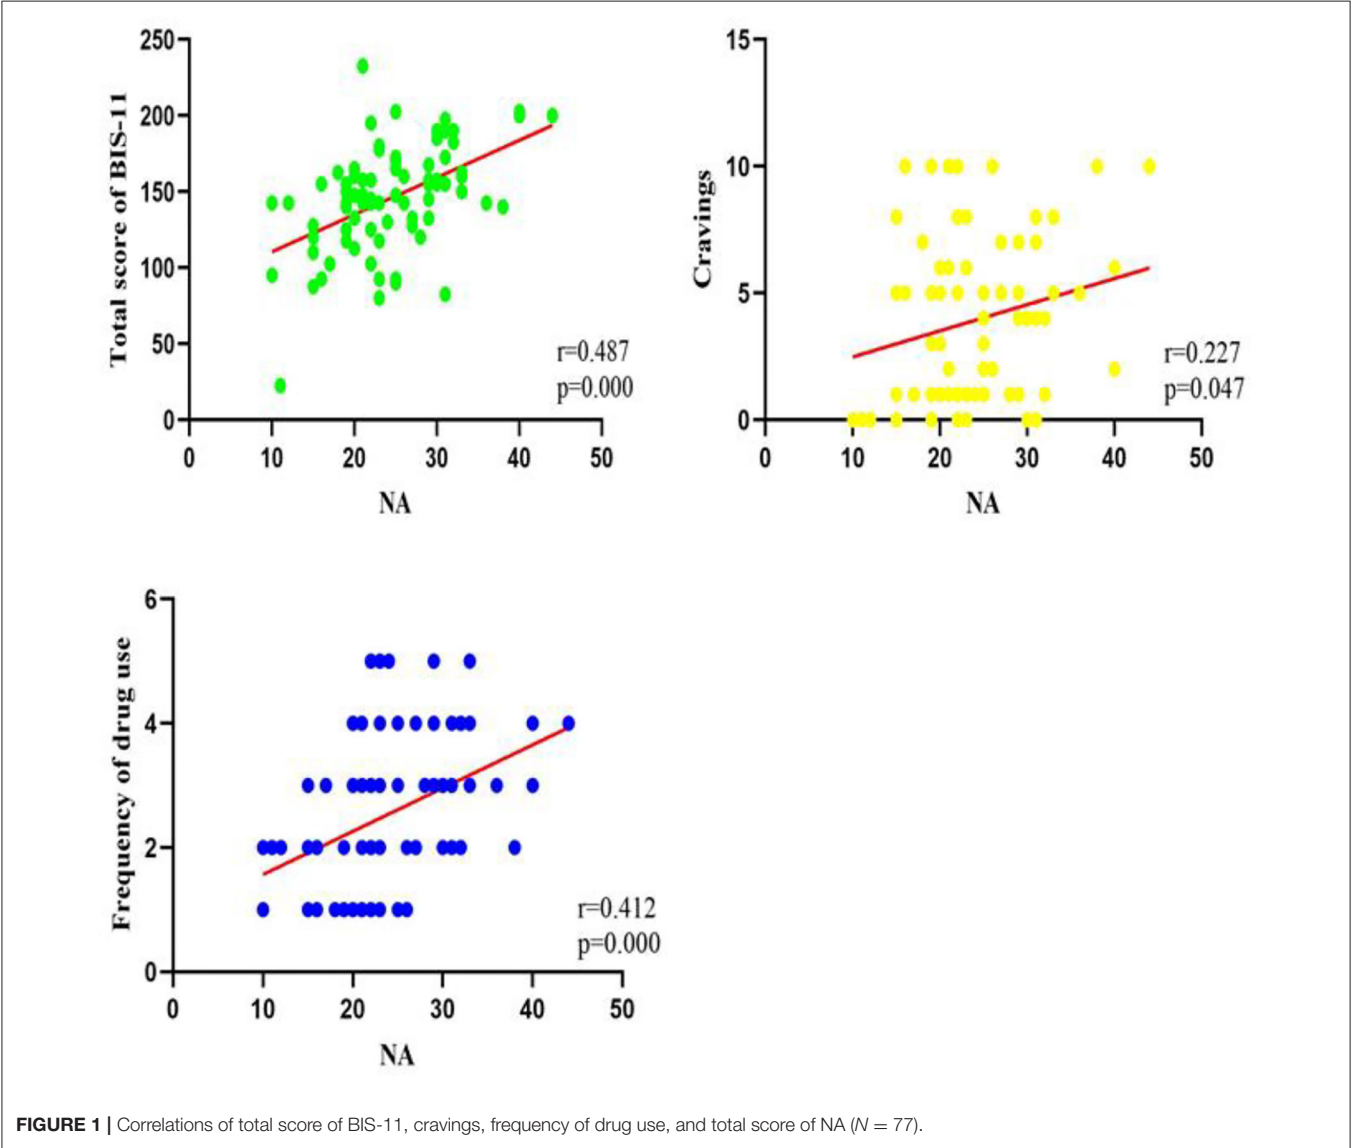 250
200
150
100
50
0
Total score of BIS-11
r=0.487
p=0.000
0 10 20 30 40 50
NA
15
10
5
0
Cravings
r=0.227
p=0.047
0 10 20 30 40 50
NA
6
4
2
0
Frequency of drug use
r=0.412
p=0.000
0 10 20 30 40 50
NA
FIGURE 1 | Correlations of total score of BIS-11, cravings, frequency of drug use, and total score of NA (N = 77).